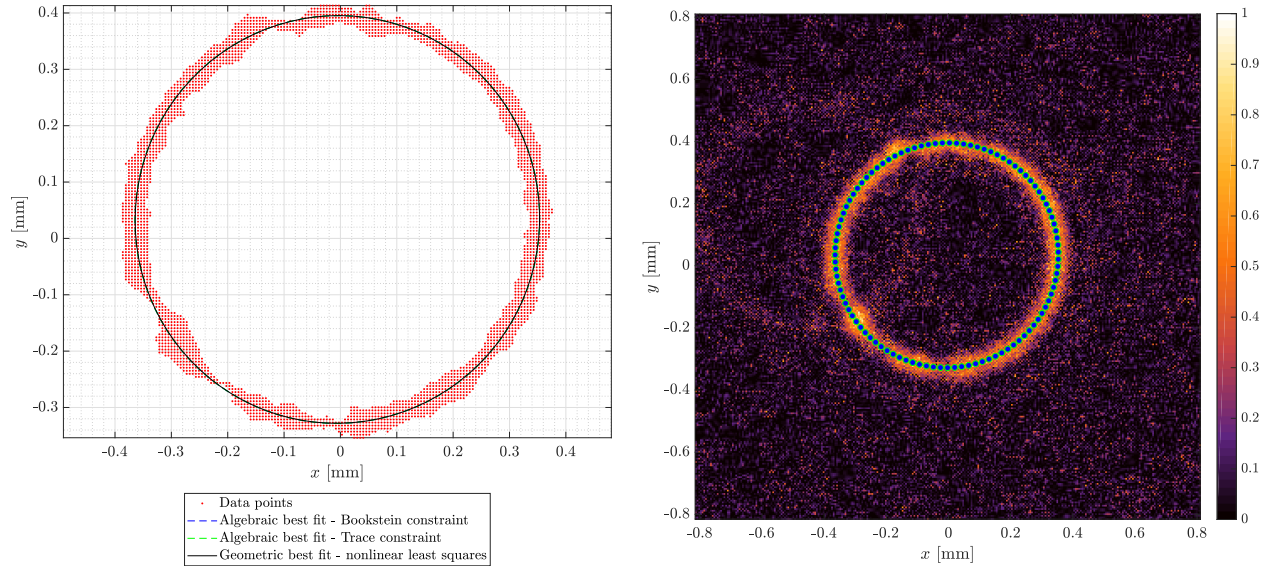 0.4
0.3
0.2
0.1
0
-0.1
-0.2
-0.3
y [mm]
-0.4 -0.3 -0.2 -0.1 0 0.1 0.2 0.3 0.4
x [mm]
Data points
Algebraic best fit - Bookstein constraint
Algebraic best fit - Trace constraint
Geometric best fit - nonlinear least squares
0.8
0.6
0.4
0.2
0
-0.2
-0.4
-0.6
-0.8
y [mm]
-0.8 -0.6 -0.4 -0.2 0 0.2 0.4 0.6 0.8
x [mm]
1
0.9
0.8
0.7
0.6
0.5
0.4
0.3
0.2
0.1
0